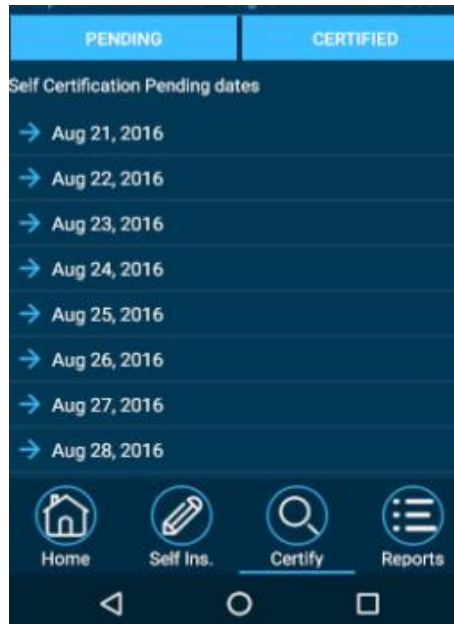 PENDING CERTIFIED
Self Certification Pending dates
Aug 21, 2016
Aug 22, 2016
Aug 23, 2016
Aug 24, 2016
Aug 25, 2016
Aug 26, 2016
Aug 27, 2016
Aug 28, 2016
Home Self Ins. Certify Reports